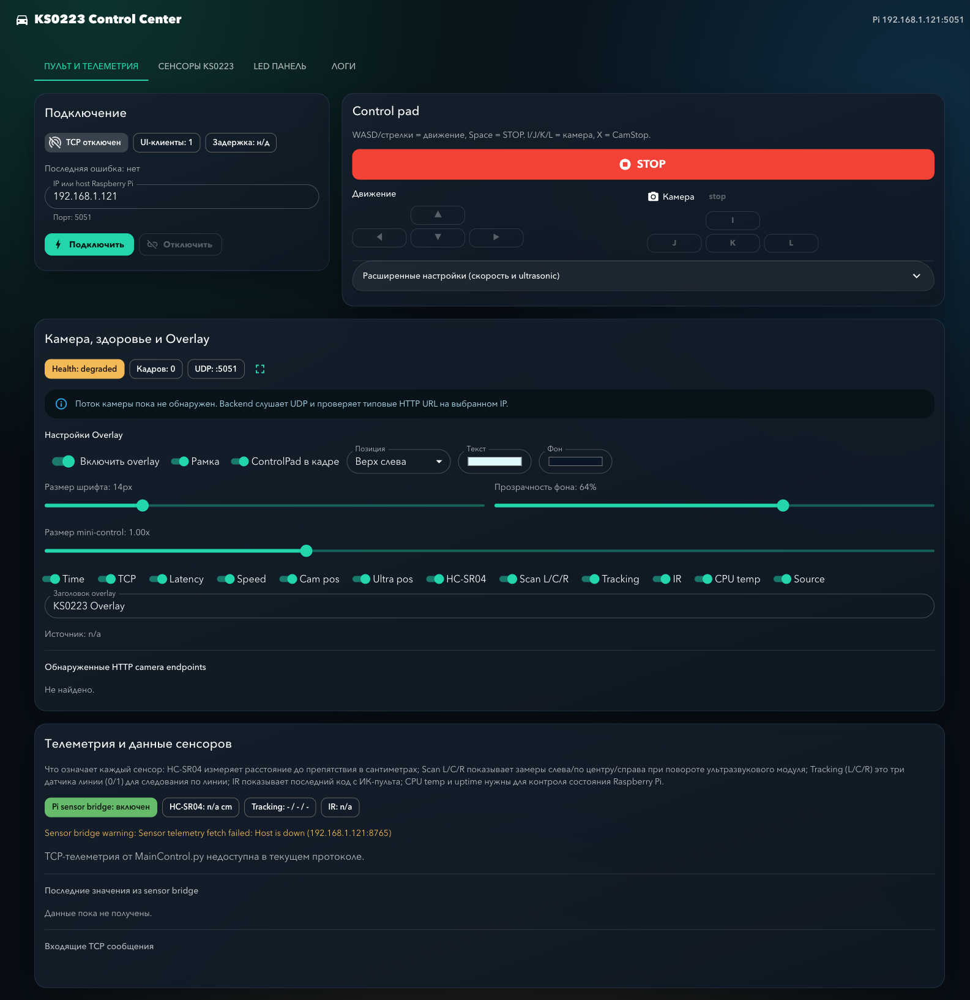 KS0223 Control Center
Pi 192.168.1.121:5051
ПУЛЬТ И ТЕЛЕМЕТРИЯ
СЕНСОРЫ KS0223
LED ПАНЕЛЬ
ЛОГИ
Подключение
TCP отключен
UI-клиенты: 1
Задержка: н/д
Последняя ошибка: нет
IP или host Raspberry Pi
192.168.1.121
Порт: 5051
Подключить
Отключить
Control pad
WASD/стрелки = движение, Space = STOP. I/J/K/L = камера, X = CamStop.
STOP
Движение
Камера
stop
I
J
K
L
Расширенные настройки (скорость и ultrasonic)
Камера, здоровье и Overlay
Health: degraded
Кадров: 0
UDP: :5051
Поток камеры пока не обнаружен. Backend слушает UDP и проверяет типовые HTTP URL на выбранном IP.
Настройки Overlay
Включить overlay
Рамка
ControlPad в кадре
Позиция
Верх слева
Текст
Фон
Размер шрифта: 14px
Прозрачность фона: 64%
Размер mini-control: 1.00x
Time
TCP
Latency
Speed
Cam pos
Ultra pos
HC-SR04
Scan L/C/R
Tracking
IR
CPU temp
Source
Заголовок overlay
KS0223 Overlay
Источник: n/a
Обнаруженные HTTP camera endpoints
Не найдено.
Телеметрия и данные сенсоров
Что означает каждый сенсор: HC-SR04 измеряет расстояние до препятствия в сантиметрах; Scan L/C/R показывает замеры слева/по центру/справа при повороте ультразвукового модуля; Tracking (L/C/R) это три
датчика линии (0/1) для следования по линии; IR показывает последний код с ИК-пульта; CPU temp и uptime нужны для контроля состояния Raspberry Pi.
Pi sensor bridge: включен
HC-SR04: n/a cm
Tracking: - / - / -
IR: n/a
Sensor bridge warning: Sensor telemetry fetch failed: Host is down (192.168.1.121:8765)
TCP-телеметрия от MainControl.py недоступна в текущем протоколе.
Последние значения из sensor bridge
Данные пока не получены.
Входящие TCP сообщения